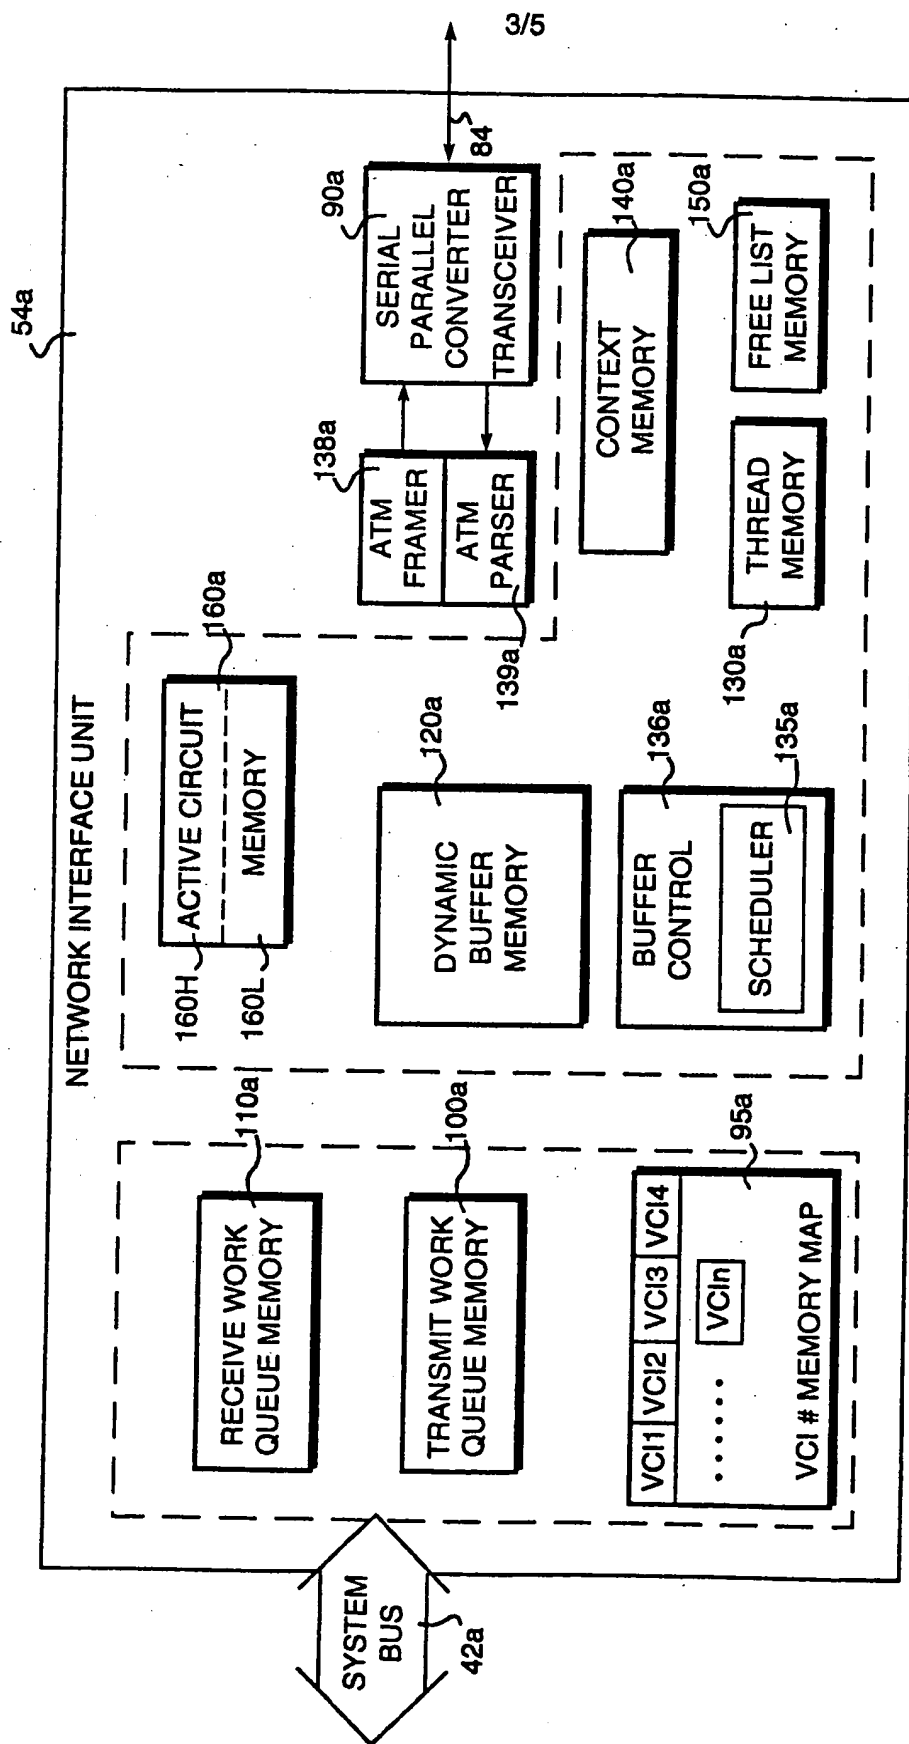 3/5
54a
NETWORK INTERFACE UNIT
SYSTEM
BUS
42a
RECEIVE WORK
QUEUE MEMORY
110a
TRANSMIT WORK
QUEUE MEMORY
100a
VCI1 VCI2 VCI3 VCI4
...... VCIn
VCI # MEMORY MAP
95a
160H
160L
ACTIVE CIRCUIT
MEMORY
160a
DYNAMIC
BUFFER
MEMORY
120a
BUFFER
CONTROL
136a
SCHEDULER
135a
ATM
FRAMER
138a
ATM
PARSER
139a
SERIAL
PARALLEL
CONVERTER
TRANSCEIVER
90a
84
CONTEXT
MEMORY
140a
THREAD
MEMORY
130a
FREE LIST
MEMORY
150a